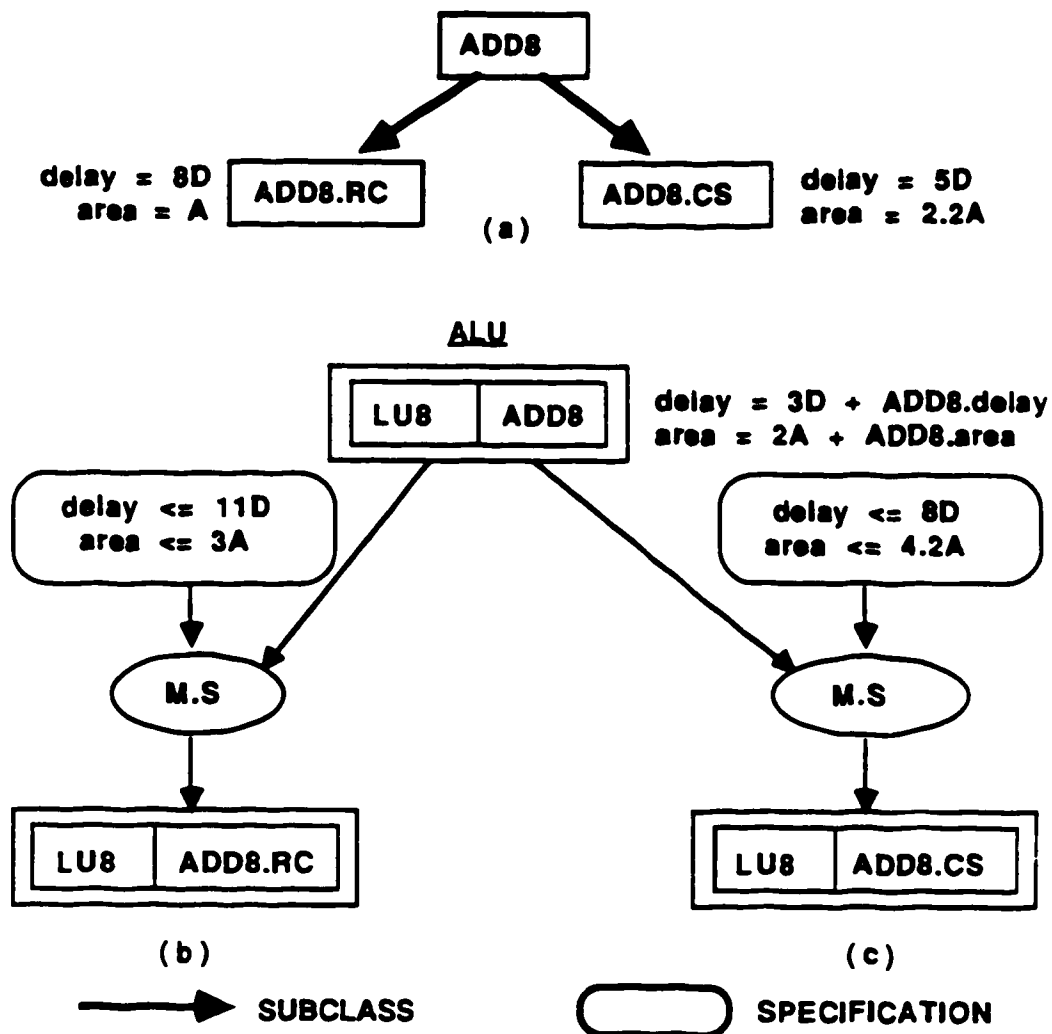 ADD8
delay = 8D
area = A
ADD8.RC
ADD8.CS
delay = 5D
area = 2.2A
(a)
ALU
LU8
ADD8
delay = 3D + ADD8.delay
area = 2A + ADD8.area
delay <= 11D
area <= 3A
delay <= 8D
area <= 4.2A
M.S
M.S
LU8
ADD8.RC
LU8
ADD8.CS
(b)
(c)
SUBCLASS
SPECIFICATION